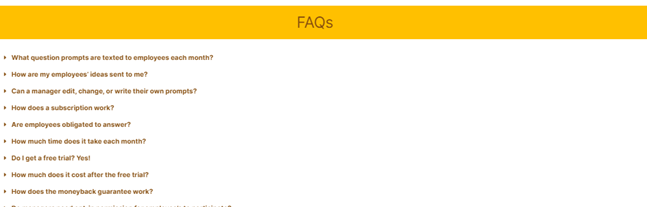 FAQs
What question prompts are texted to employees each month?
How are my employees' ideas sent to me?
Can a manager edit, change, or write their own prompts?
How does a subscription work?
Are employees obligated to answer?
How much time does it take each month?
Do I get a free trial? Yes!
How much does it cost after the free trial?
How does the moneyback guarantee work?